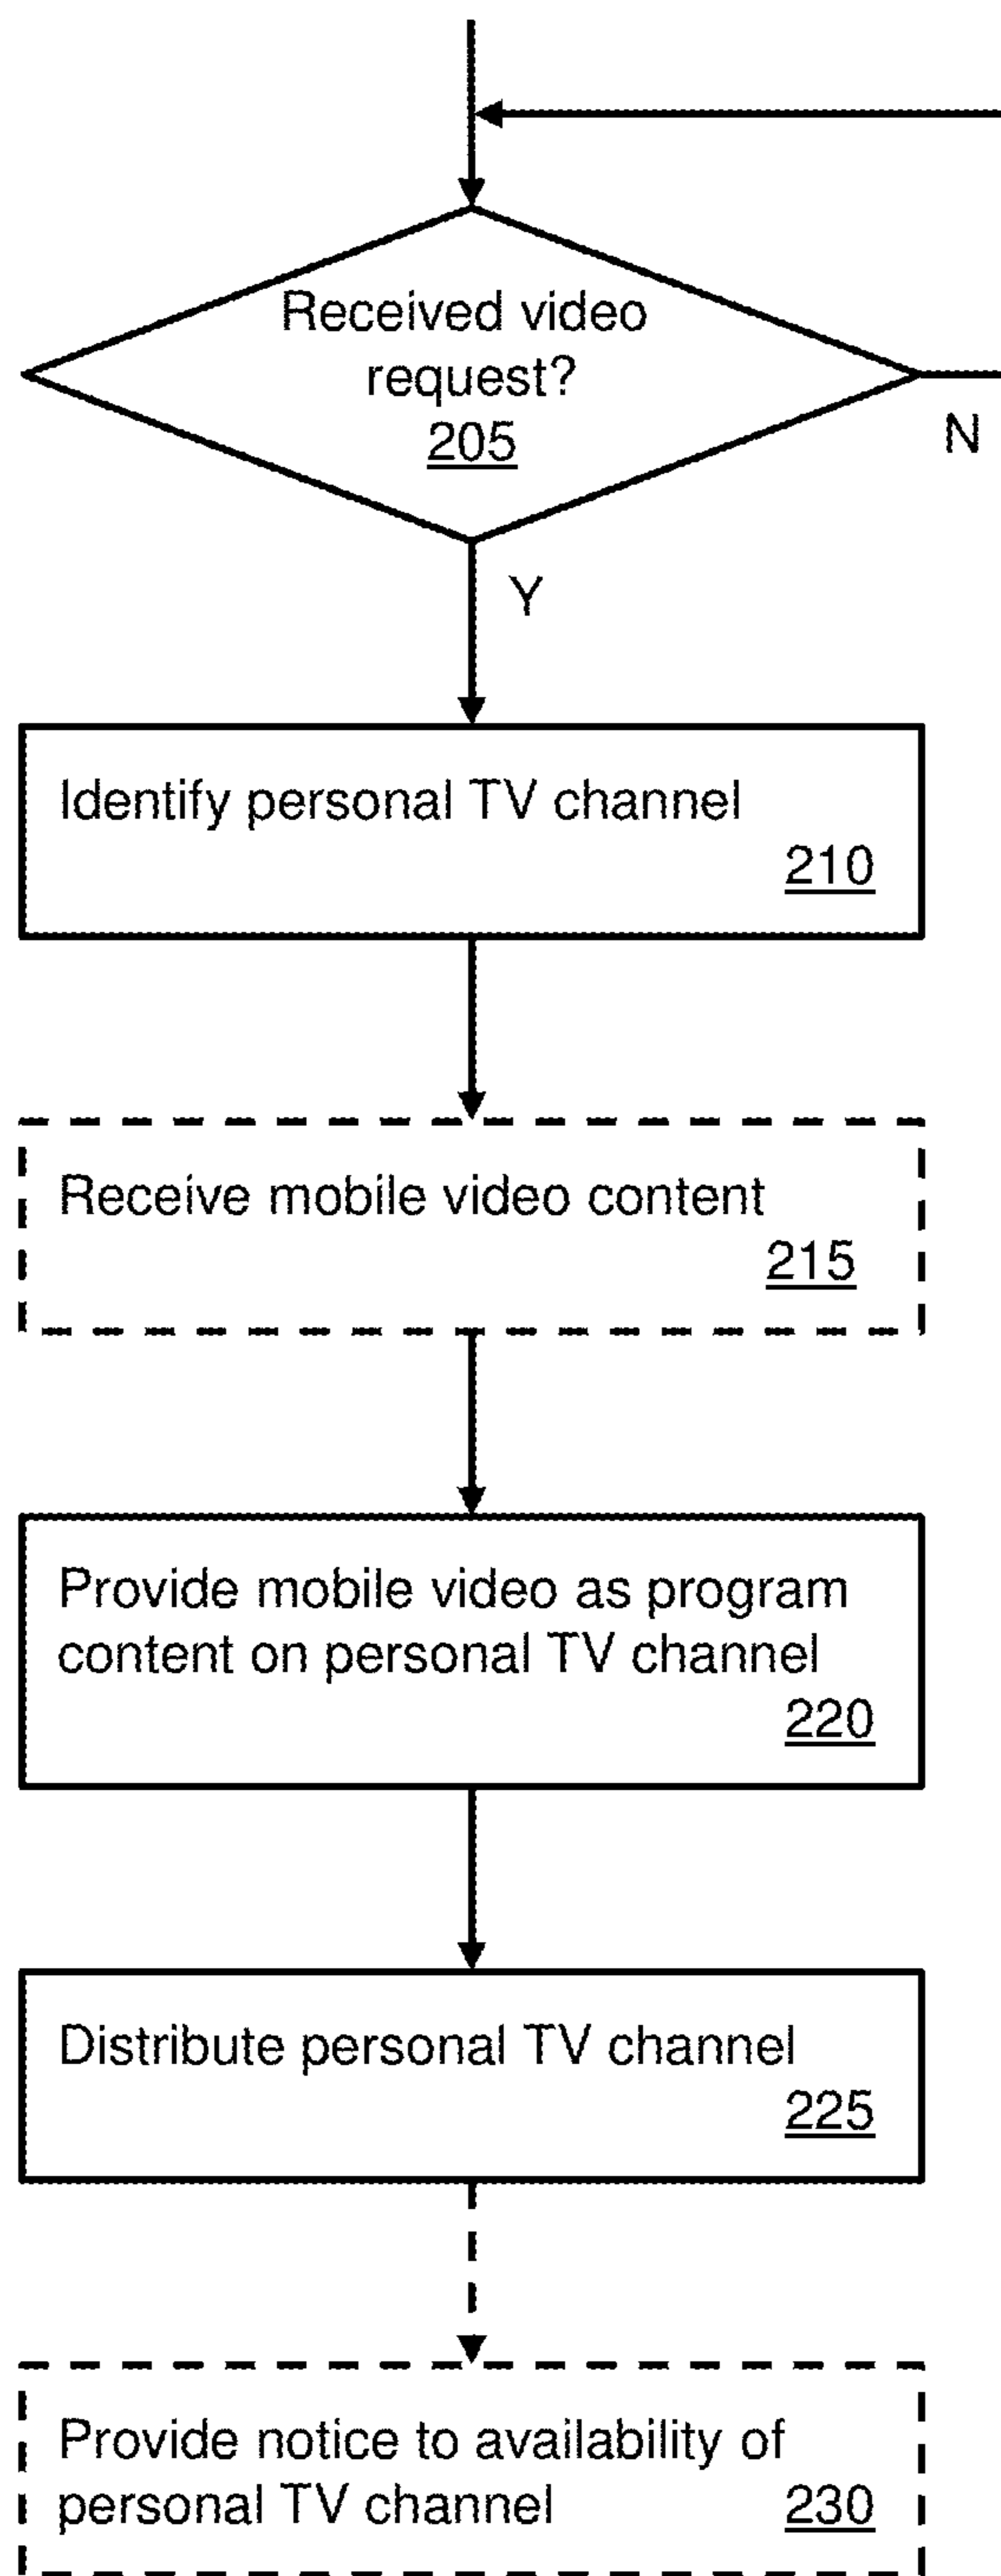 Received video
request?
205
N
Y
Identify personal TV channel
210
Receive mobile video content
215
Provide mobile video as program
content on personal TV channel
220
Distribute personal TV channel
225
Provide notice to availability of
personal TV channel 230